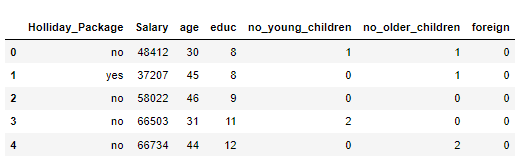 Holliday_Package Salary age educ no_young_children no_older_children foreign
0 no 48412 30 8 1 1 0
1 yes 37207 45 8 0 1 0
2 no 58022 46 9 0 0 0
3 no 66503 31 11 2 0 0
4 no 66734 44 12 0 2 0